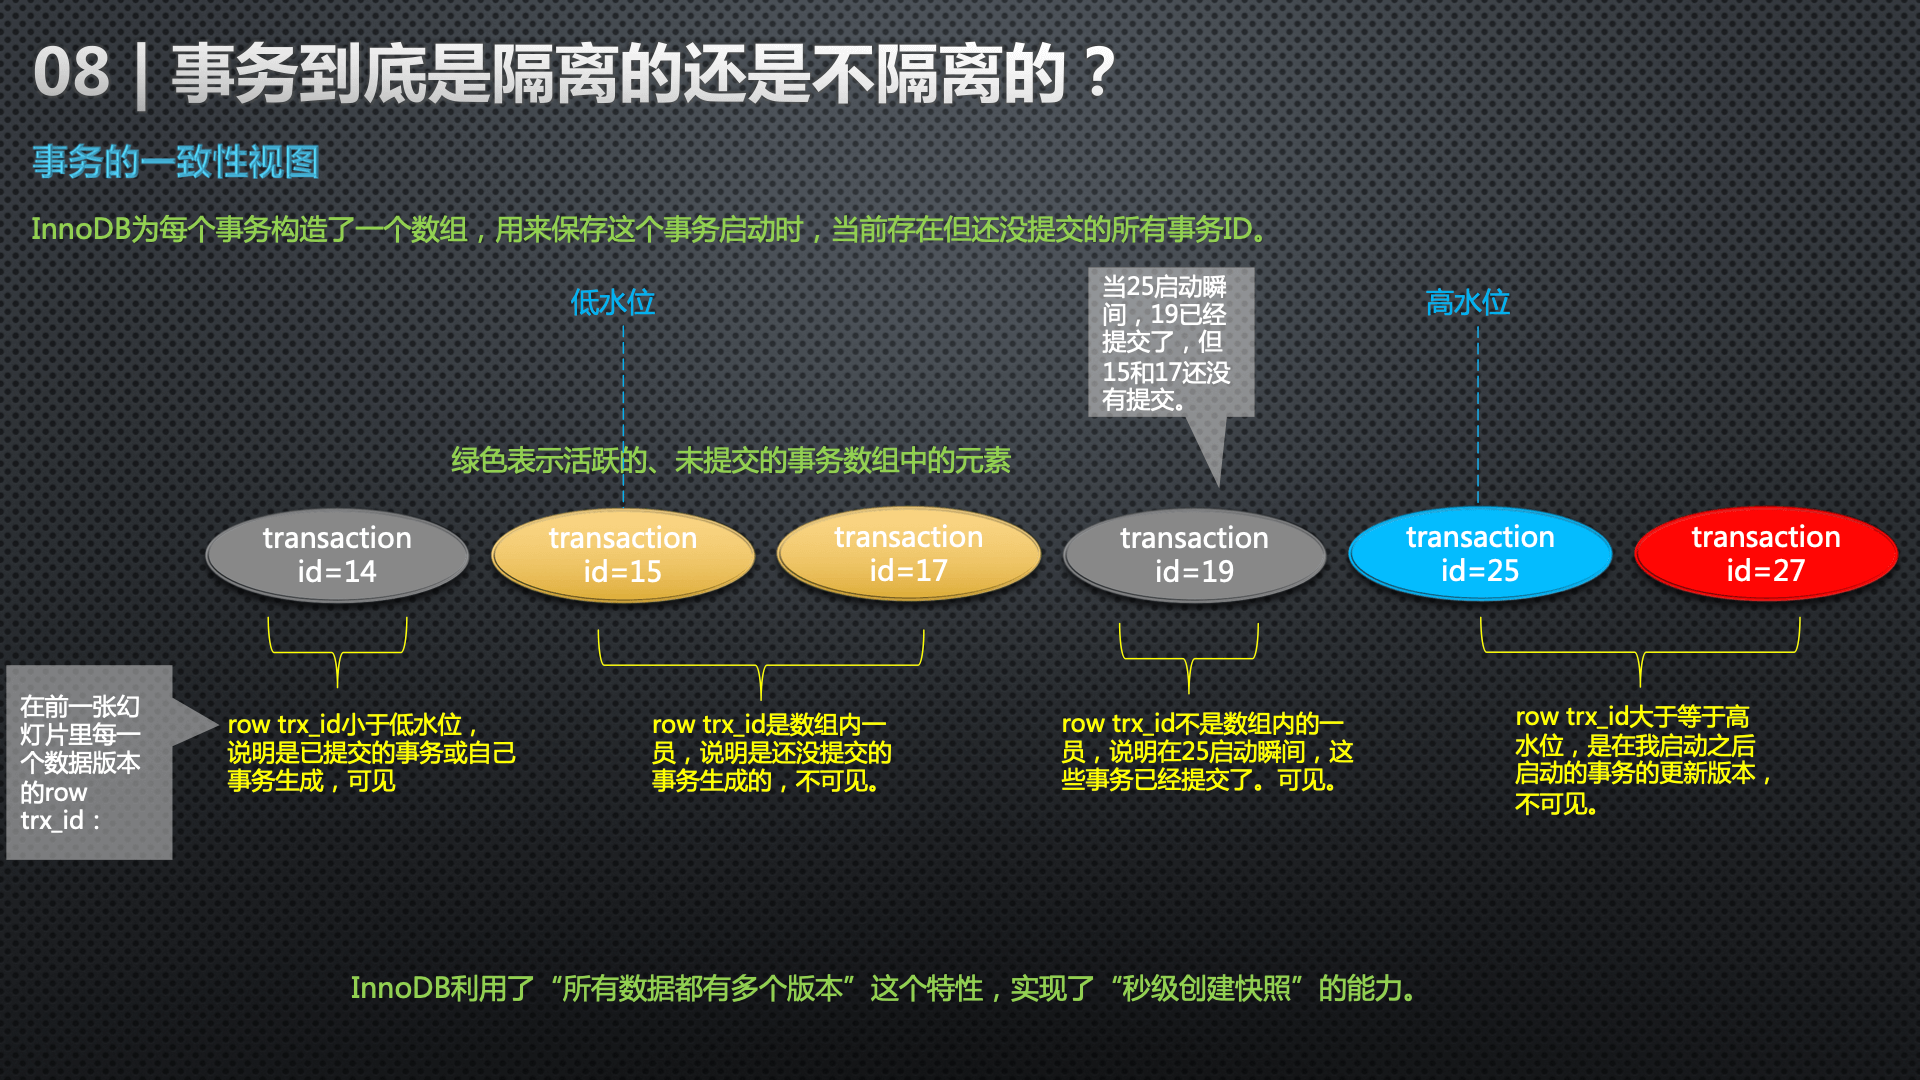 08 | 事务到底是隔离的还是不隔离的？
事务的一致性视图
InnoDB为每个事务构造了一个数组，用来保存这个事务启动时，当前存在但还没提交的所有事务ID。
低水位
当25启动瞬
间，19已经
提交了，但
15和17还没
有提交。
高水位
绿色表示活跃的、未提交的事务数组中的元素
transaction
id=14
transaction
id=15
transaction
id=17
transaction
id=19
transaction
id=25
transaction
id=27
在前一张幻
灯片里每一
个数据版本
的row
trx_id：
row trx_id小于低水位，
说明是已提交的事务或自己
事务生成，可见
row trx_id是数组内一
员，说明是还没提交的
事务生成的，不可见。
row trx_id不是数组内的一
员，说明在25启动瞬间，这
些事务已经提交了。可见。
row trx_id大于等于高
水位，是在我启动之后
启动的事务的更新版本，
不可见。
InnoDB利用了“所有数据都有多个版本”这个特性，实现了“秒级创建快照”的能力。